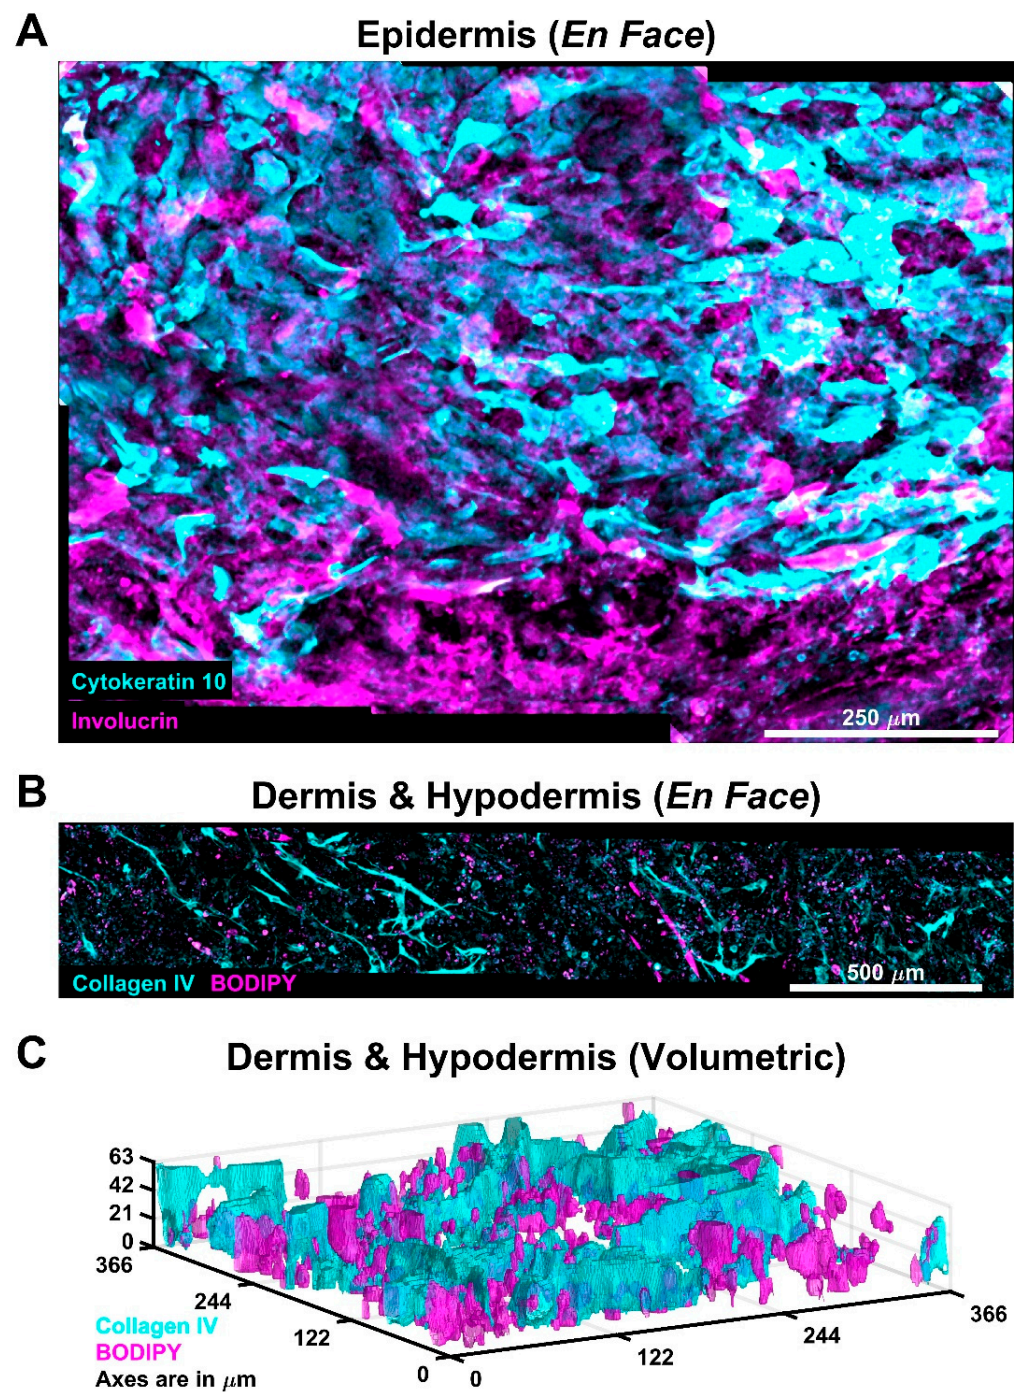 A
Epidermis (En Face)
Cytokeratin 10
Involucrin
250 μm
B
Dermis & Hypodermis (En Face)
Collagen IV BODIPY
500 μm
C
Dermis & Hypodermis (Volumetric)
63
42
21
0
366
244
122
0
0
122
244
366
Collagen IV
BODIPY
Axes are in μm